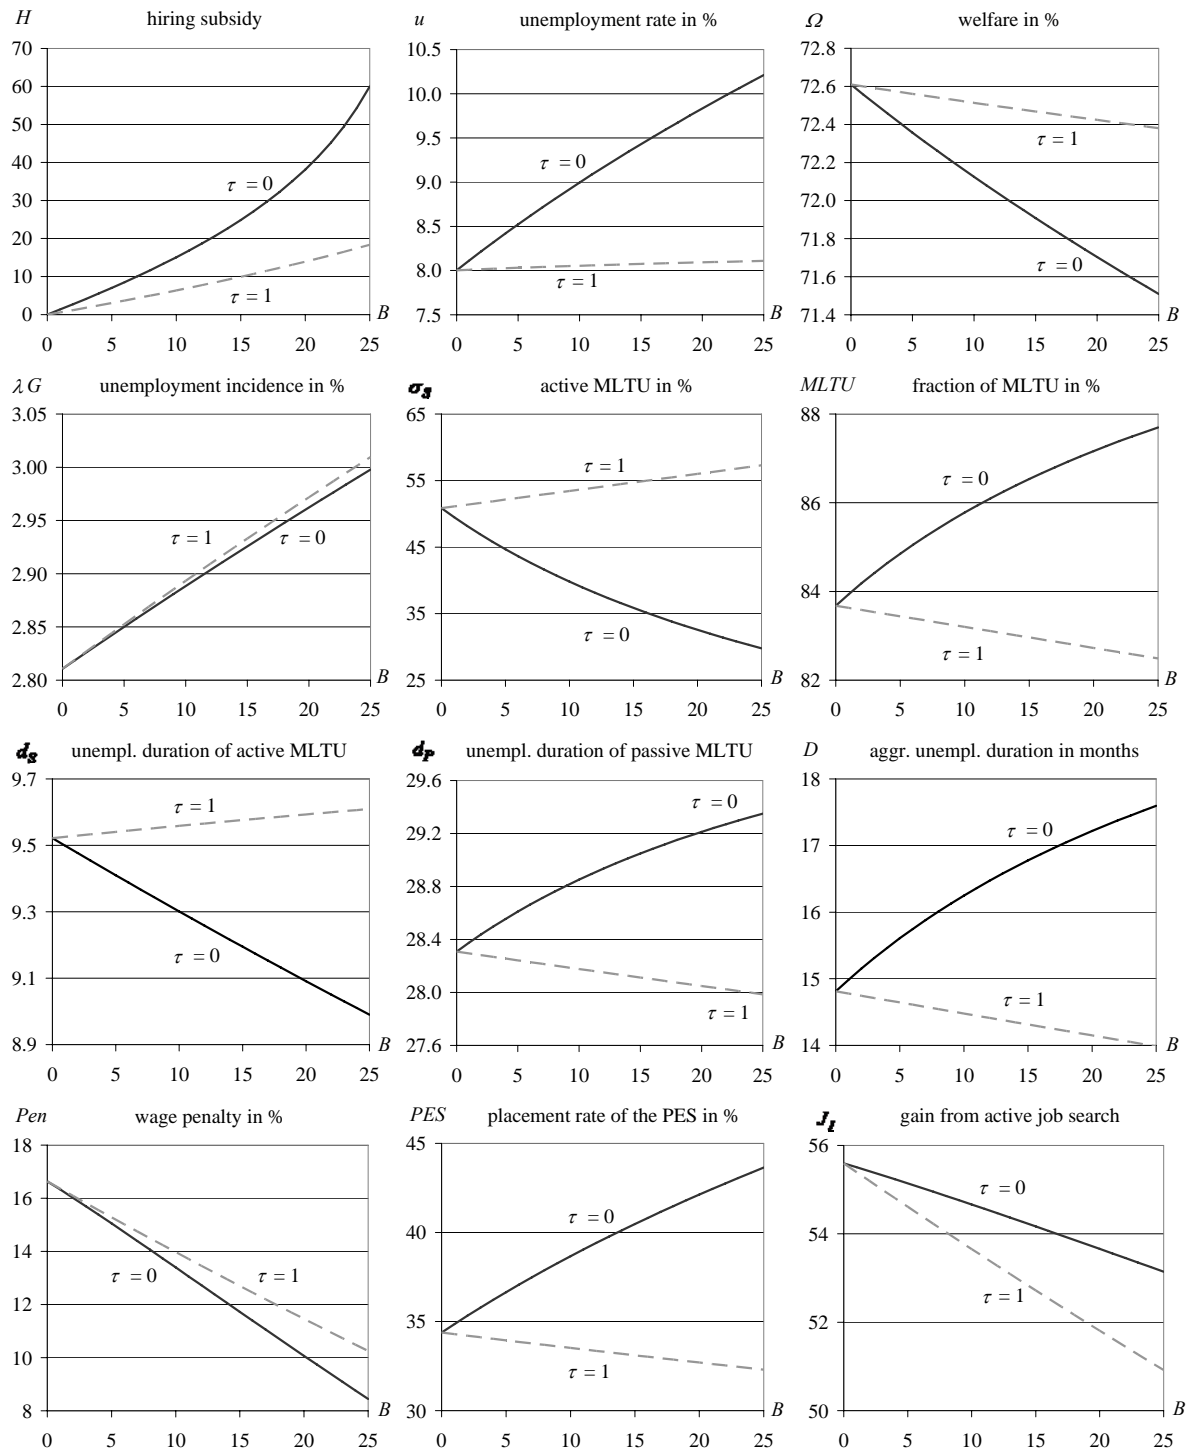 H hiring subsidy
70
60
50
40
30
20
10
0
τ = 0
τ = 1
B
0 5 10 15 20 25
u unemployment rate in %
10.5
10.0
9.5
9.0
8.5
8.0
7.5
τ = 0
τ = 1
B
0 5 10 15 20 25
Ω welfare in %
72.8
72.6
72.4
72.2
72.0
71.8
71.6
71.4
τ = 1
τ = 0
B
0 5 10 15 20 25
λ G unemployment incidence in %
3.05
3.00
2.95
2.90
2.85
2.80
τ = 1
τ = 0
B
0 5 10 15 20 25
σS active MLTU in %
65
55
45
35
25
τ = 1
τ = 0
B
0 5 10 15 20 25
MLTU fraction of MLTU in %
88
86
84
82
τ = 0
τ = 1
B
0 5 10 15 20 25
dS unempl. duration of active MLTU
9.7
9.5
9.3
9.1
8.9
τ = 1
τ = 0
B
0 5 10 15 20 25
dP unempl. duration of passive MLTU
29.6
29.2
28.8
28.4
28.0
27.6
τ = 0
τ = 1
B
0 5 10 15 20 25
D aggr. unempl. duration in months
18
17
16
15
14
τ = 0
τ = 1
B
0 5 10 15 20 25
Pen wage penalty in %
18
16
14
12
10
8
τ = 0
τ = 1
B
0 5 10 15 20 25
PES placement rate of the PES in %
45
40
35
30
τ = 0
τ = 1
B
0 5 10 15 20 25
gain from active job search
56
54
52
50
τ = 0
τ = 1
B
0 5 10 15 20 25